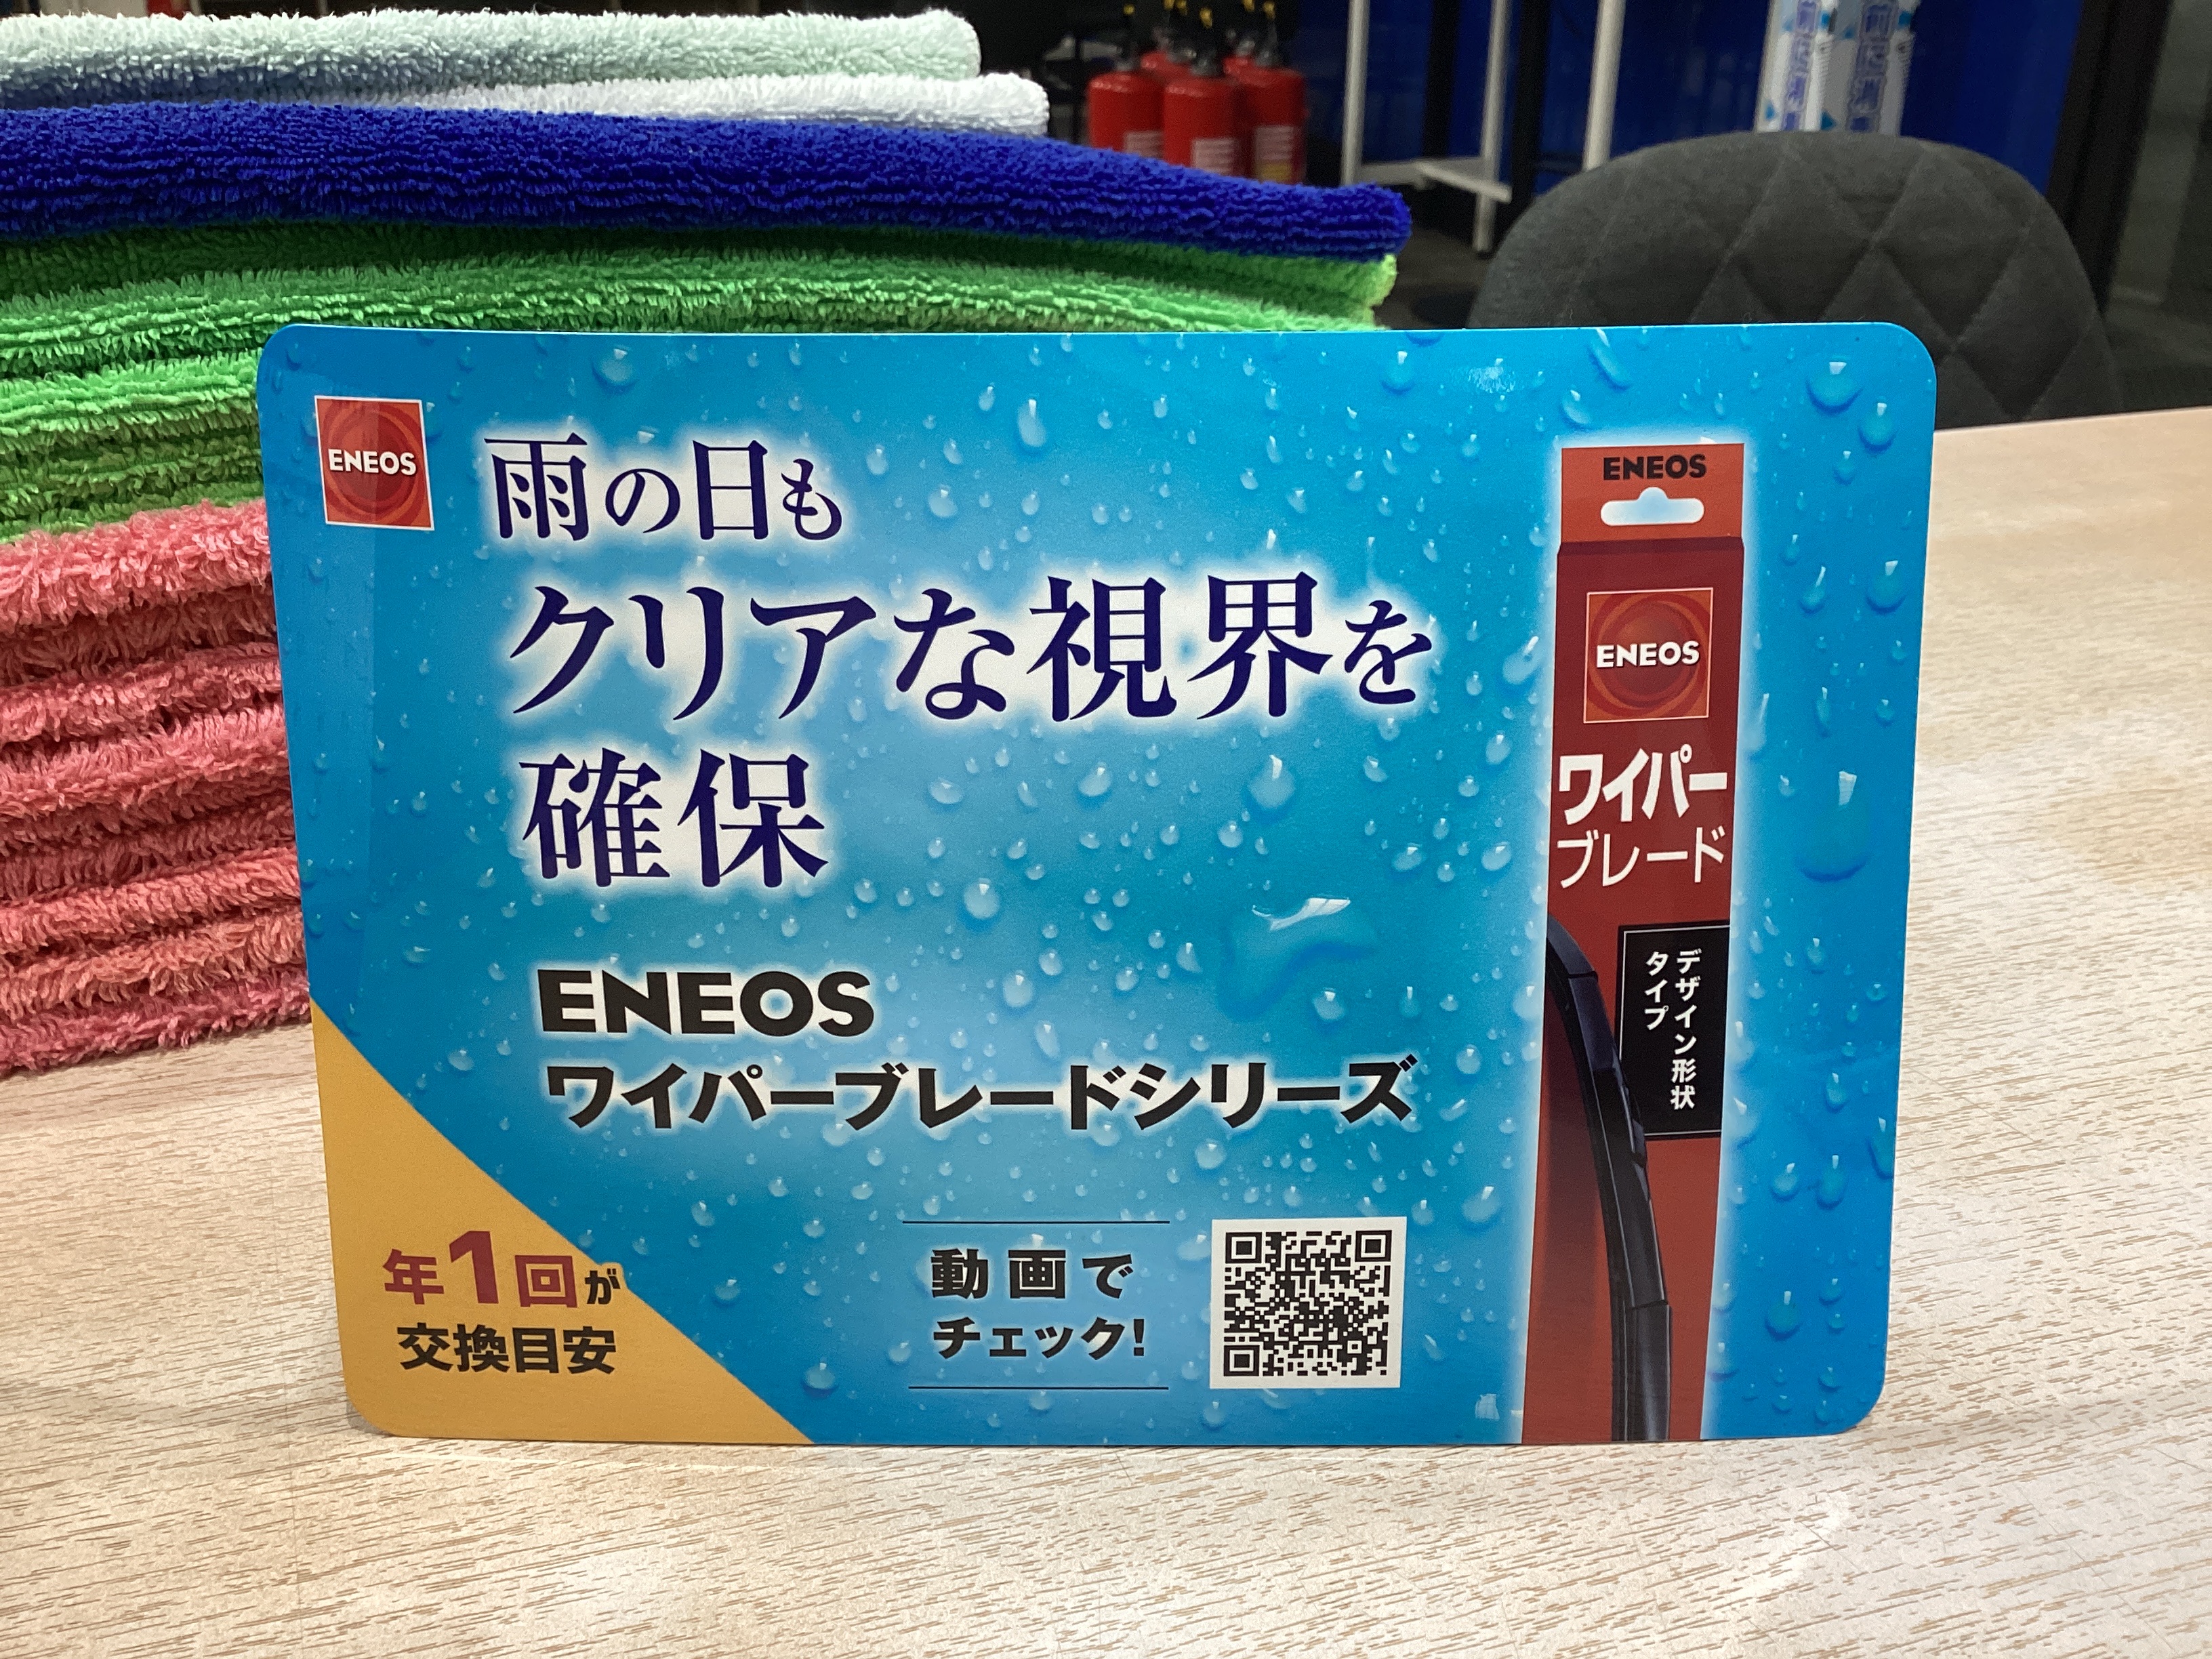 ENEOS
雨の日も
クリアな視界を
確保
ENEOS
ワイパーブレードシリーズ
年1回が
交換目安
動画で
チェック!
ENEOS
ENEOS
ワイパー
ブレード
デザイン形状
タイプ